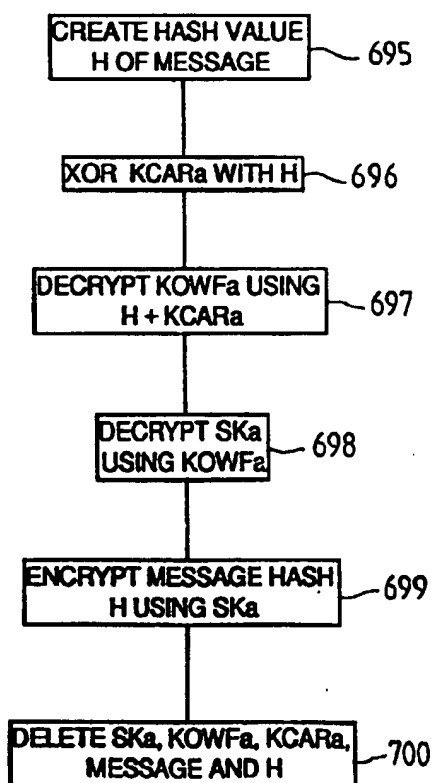 CREATE HASH VALUE
H OF MESSAGE
695
XOR KCARa WITH H
696
DECRYPT KOWFa USING
H + KCARa
697
DECRYPT SKa
USING KOWFa
698
ENCRYPT MESSAGE HASH
H USING SKa
699
DELETE SKa, KOWFa, KCARa,
MESSAGE AND H
700